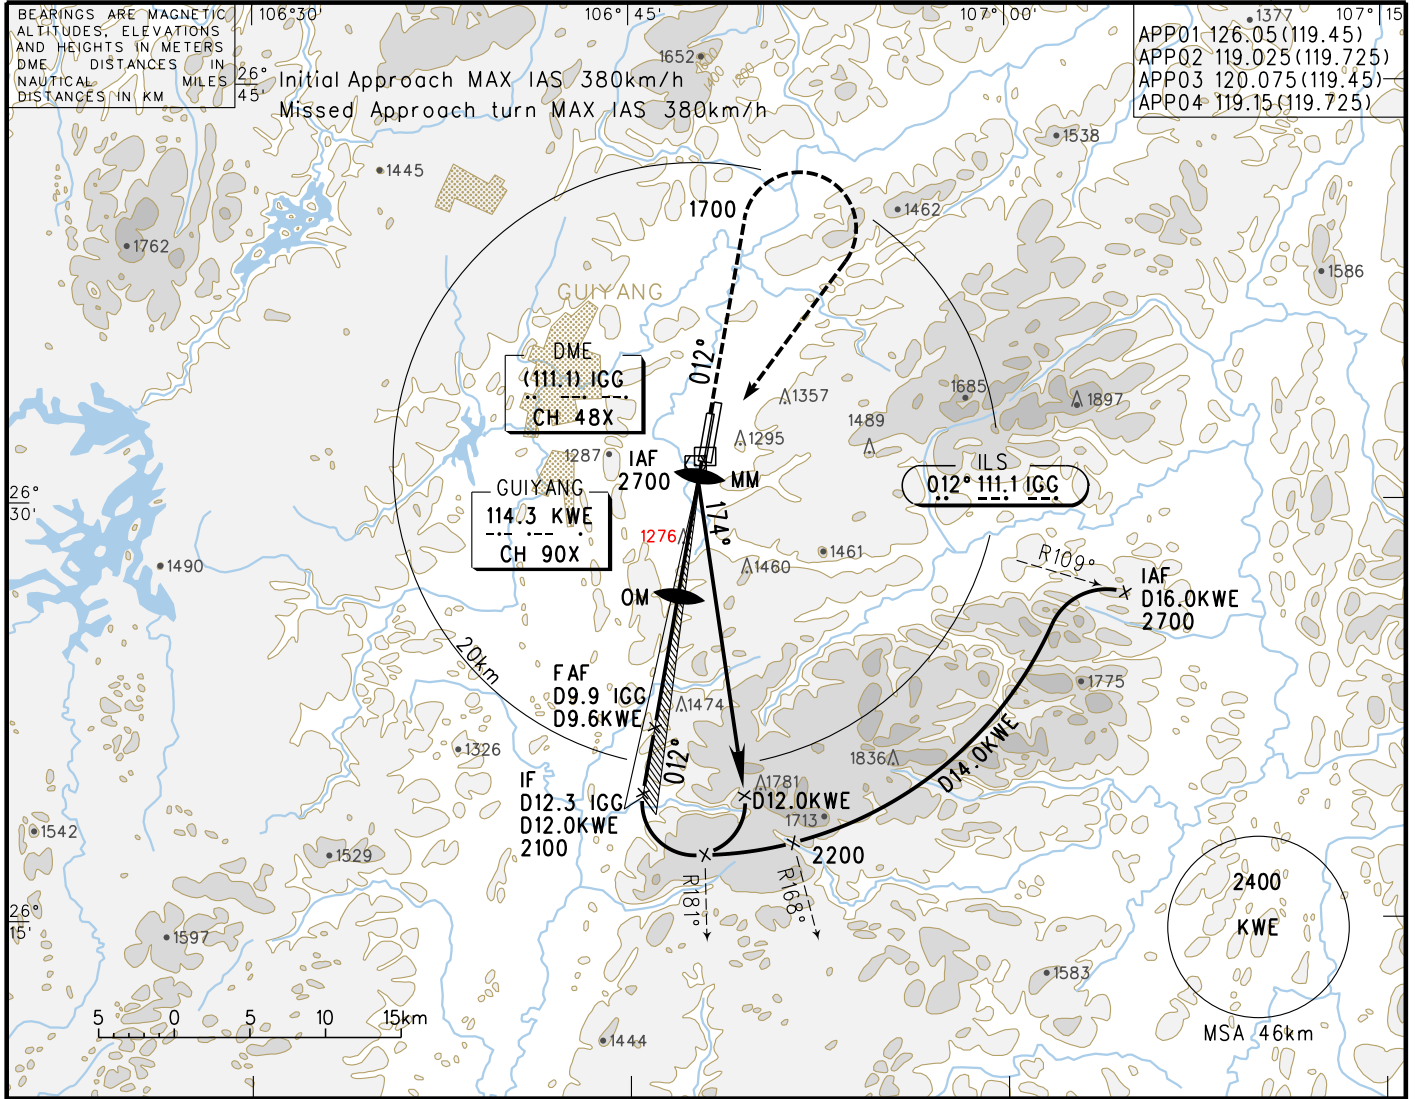 BEARINGS ARE MAGNETIC
ALTITUDES, ELEVATIONS
AND HEIGHTS IN METERS
DME DISTANCES IN
NAUTICAL MILES
DISTANCES IN KM
106°30'
106°45'
107°00'
107°15'
26°
45'
Initial Approach MAX IAS 380km/h
Missed Approach turn MAX IAS 380km/h
APP01 126.05(119.45)
APP02 119.025(119.725)
APP03 120.075(119.45)
APP04 119.15(119.725)
1377
1652
1538
1445
1462
1700
1762
1586
GUIYANG
DME
(111.1) IGG
CH 48X
012°
1357
1685
1897
1489
1295
1287
IAF
2700
MM
ILS
012° 111.1 IGG
26°
30'
GUIYANG
114.3 KWE
CH 90X
174°
1276
1461
1460
1490
R109°
IAF
D16.0KWE
2700
OM
20km
FAF
D9.9 IGG
D9.6KWE
1474
1775
1326
012°
1836
D14.0KWE
IF
D12.3 IGG
D12.0KWE
2100
1781
D12.0KWE
1713
1542
1529
2200
R181°
R168°
2400
KWE
26°
15'
1597
1583
5 0 5 10 15km
1444
MSA 46km